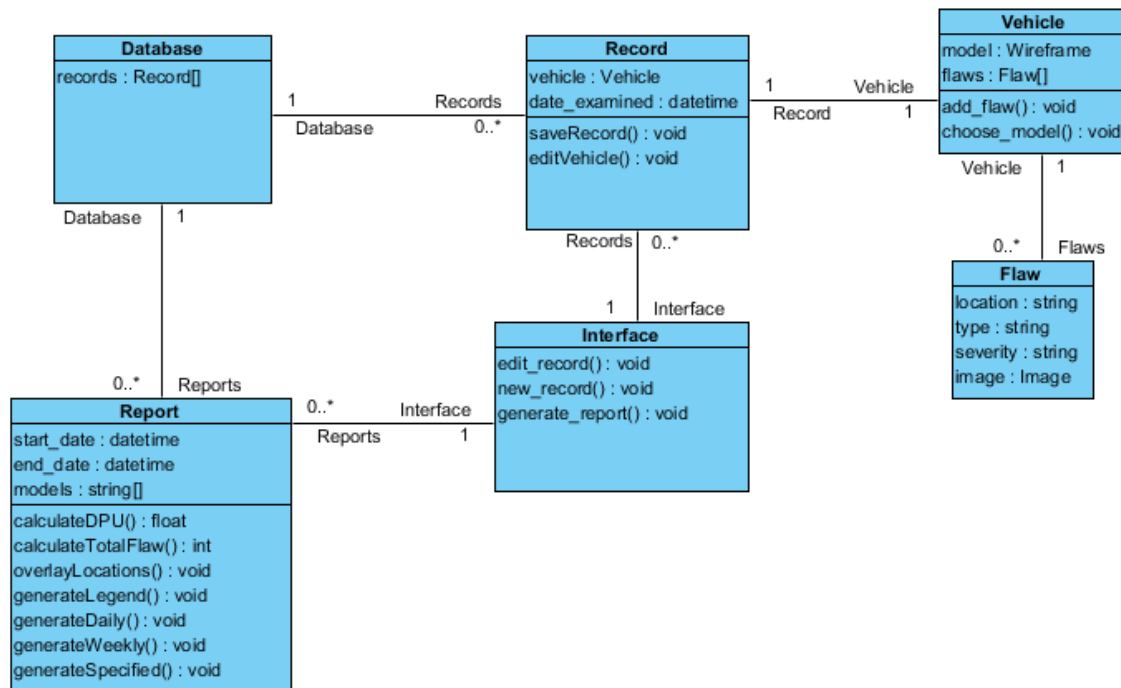 Database
records : Record[]
1
Database
Records
0..*
Record
vehicle : Vehicle
date_examined : datetime
saveRecord() : void
editVehicle() : void
1
Record
Vehicle
1
Vehicle
model : Wireframe
flaws : Flaw[]
add_flaw() : void
choose_model() : void
Vehicle
1
0..*
Flaws
Flaw
location : string
type : string
severity : string
image : Image
Records
0..*
1
Interface
Interface
edit_record() : void
new_record() : void
generate_report() : void
Interface
1
0..*
Reports
Database
1
0..*
Reports
Report
start_date : datetime
end_date : datetime
models : string[]
calculateDPU() : float
calculateTotalFlaw() : int
overlayLocations() : void
generateLegend() : void
generateDaily() : void
generateWeekly() : void
generateSpecified() : void